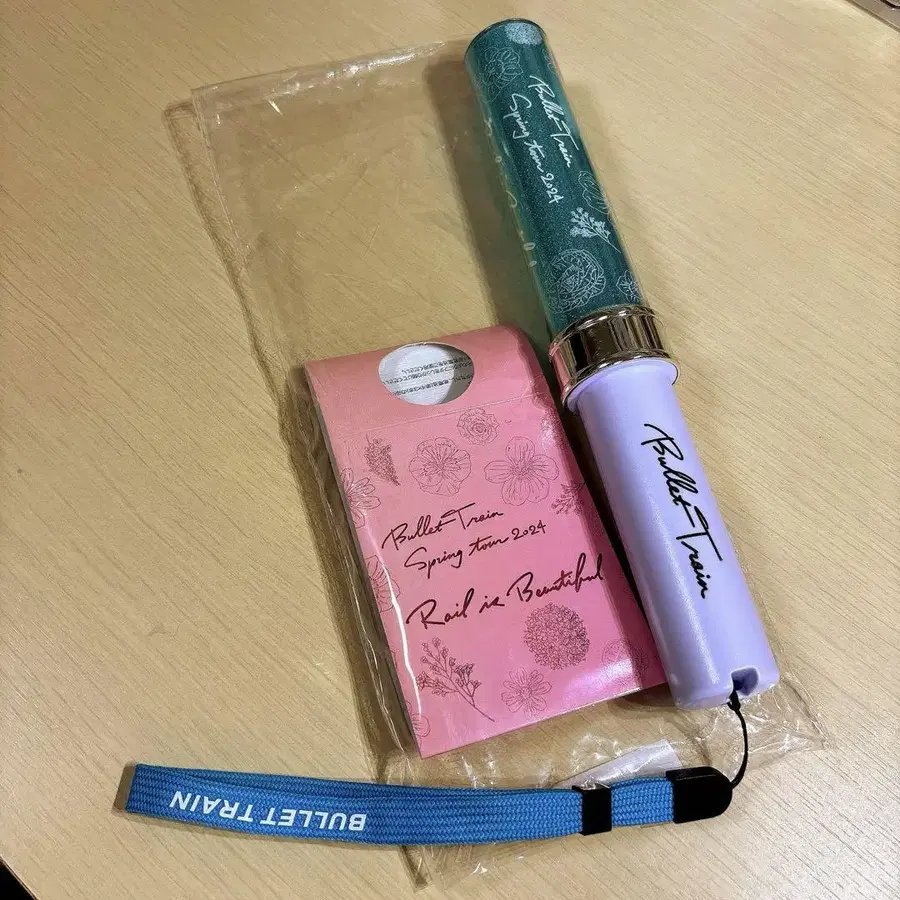 Bullet Train
Spring tour 2024
Bullet Train
Spring tour 2024
Rail is Beautiful
Bullet Train
BULLET TRAIN